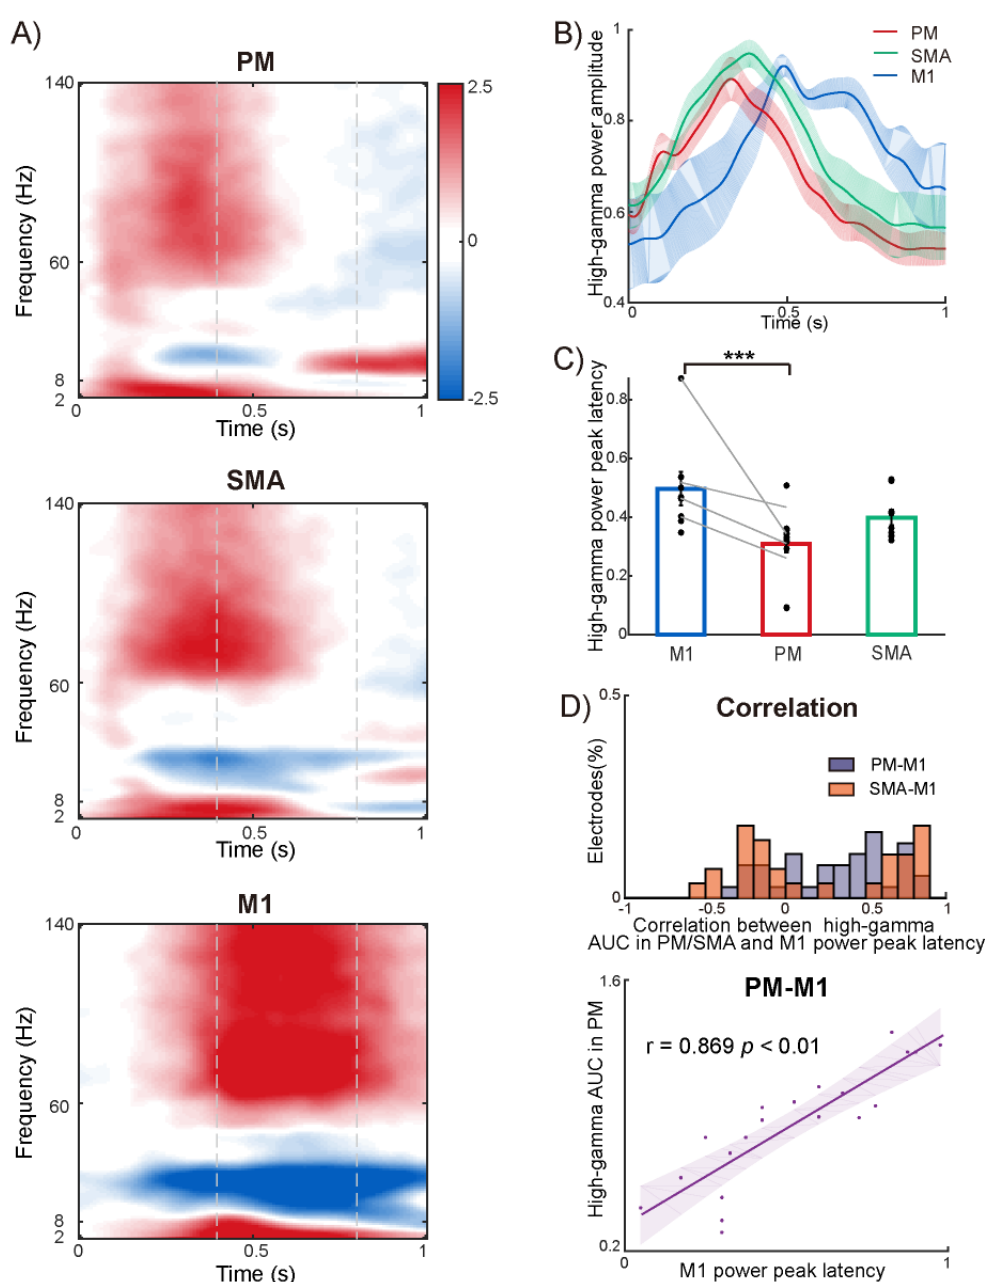 A)
PM
140
60
8
2
0
0.5
1
Frequency (Hz)
Time (s)
2.5
0
-2.5
SMA
140
60
8
2
0
0.5
1
Frequency (Hz)
Time (s)
M1
140
60
8
2
0
0.5
1
Frequency (Hz)
Time (s)
B)
PM
SMA
M1
High-gamma power amplitude
1
0.8
0.6
0.4
0
0.5
1
Time (s)
C)
***
High-gamma power peak latency
0.8
0.6
0.4
0.2
0
M1
PM
SMA
D)
Correlation
PM-M1
SMA-M1
Electrodes(%)
0.5
0
-1
-0.5
0
0.5
1
Correlation between high-gamma
AUC in PM/SMA and M1 power peak latency
PM-M1
r = 0.869 p < 0.01
High-gamma AUC in PM
1.6
0.2
0
1
M1 power peak latency